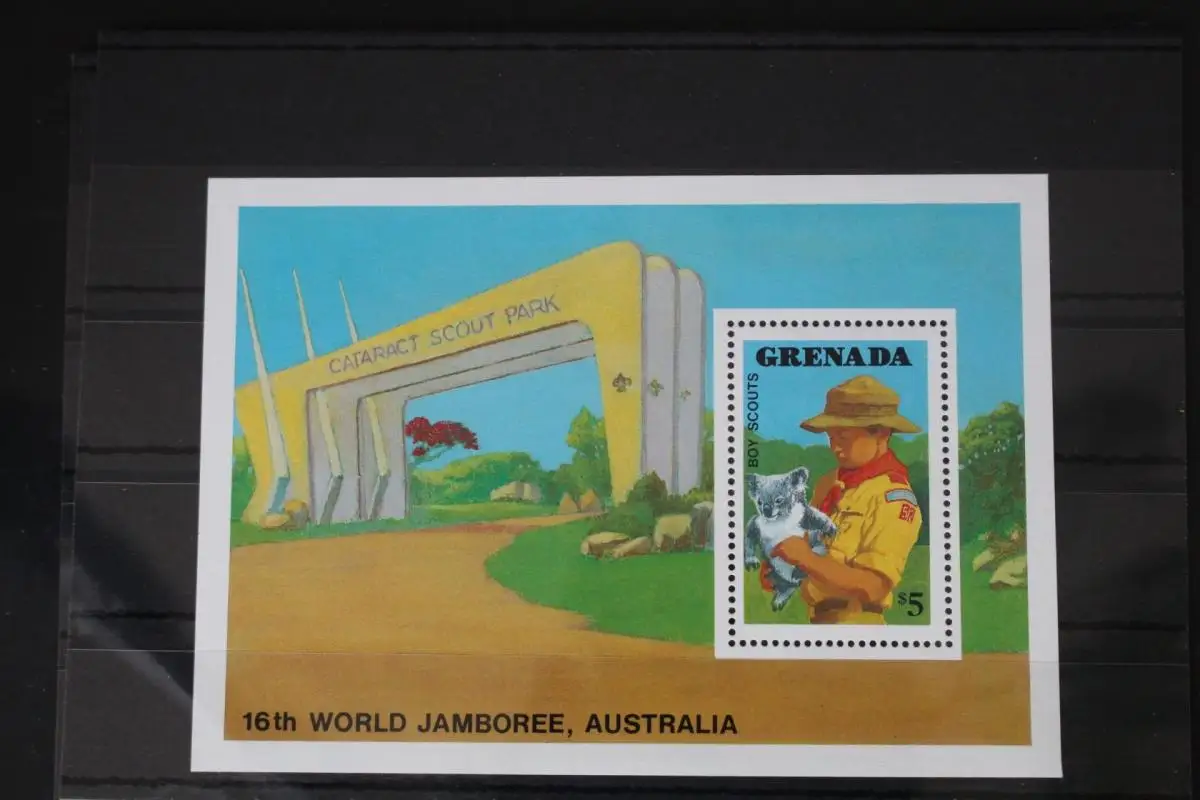 CATARACT SCOUT PARK
GRENADA
BOY SCOUTS
$5
16th WORLD JAMBOREE, AUSTRALIA